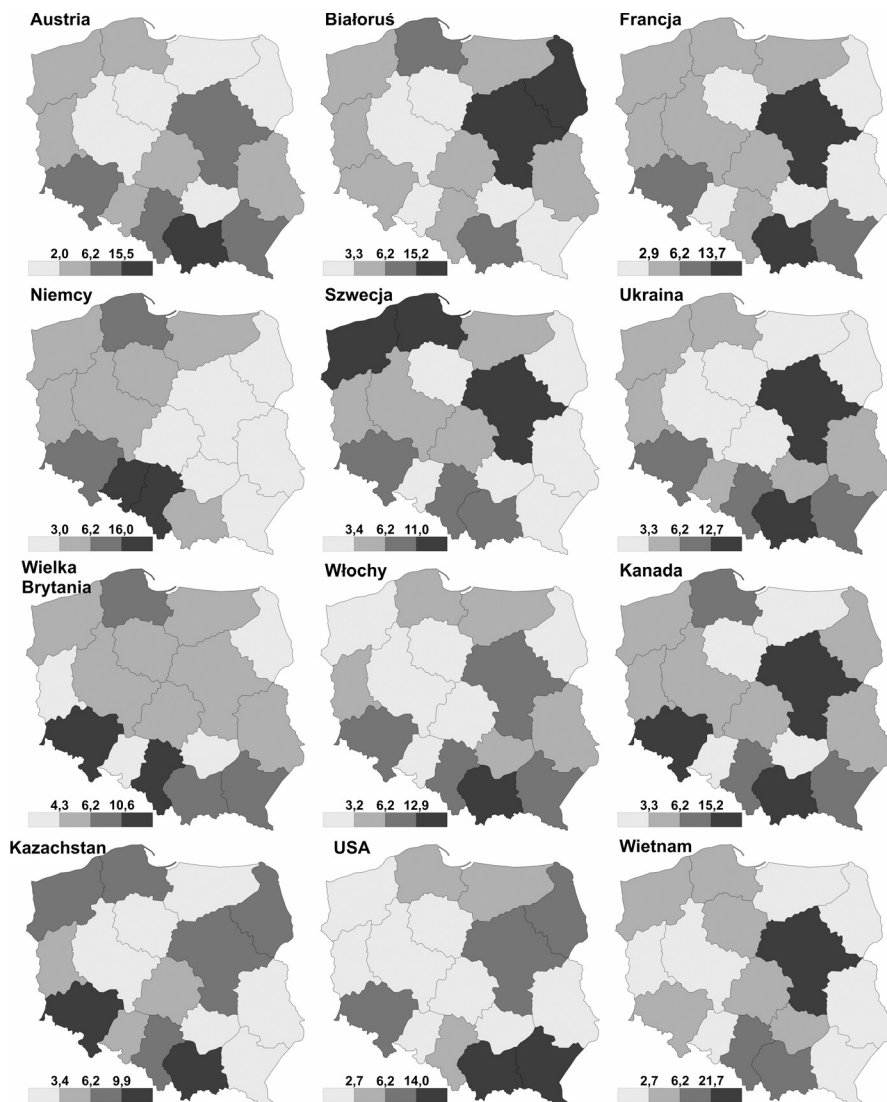 Austria
Białoruś
Francja
2,0 6,2 15,5
3,3 6,2 15,2
2,9 6,2 13,7
Niemcy
Szwecja
Ukraina
3,0 6,2 16,0
3,4 6,2 11,0
3,3 6,2 12,7
Wielka
Brytania
Włochy
Kanada
4,3 6,2 10,6
3,2 6,2 12,9
3,3 6,2 15,2
Kazachstan
USA
Wietnam
3,4 6,2 9,9
2,7 6,2 14,0
2,7 6,2 21,7